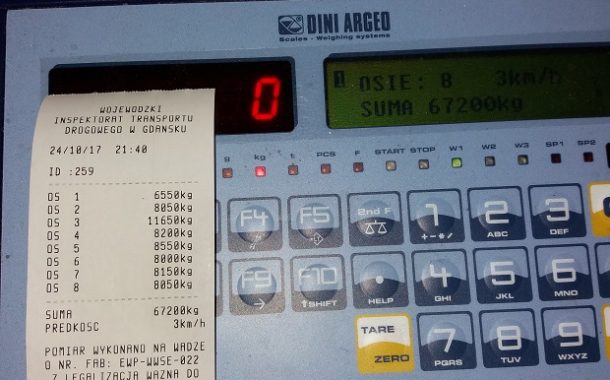 DINI ARGEO
Scales - Weighing systems
0
1 OSIE: 8 3km/h
SUMA 67200kg
g kg t PCS F START STOP W1 W2 W3 SP1 SP2
F4 F5 2nd F 1 2 3
+-*/ ABC DEF
F9 F10 • 4 5 6
SHIFT HELP GHI JKL MNO
TARE
ZERO
7 8 9
PQRS TUV WXYZ
WOJEWODZKI
INSPEKTORAT TRANSPORTU
DROGOWEGO W GDANSKU
24/10/17 21:40
ID :259
OS 1 6550kg
OS 2 8050kg
OS 3 11650kg
OS 4 8200kg
OS 5 8550kg
OS 6 8000kg
OS 7 8150kg
OS 8 8050kg
SUMA 67200kg
PREDKOSC 3km/h
POMIAR WYKONANO NA WADZE
O NR. FAB: EWP-WWSE-022
Z LEGALIZACJA WAZNA DO